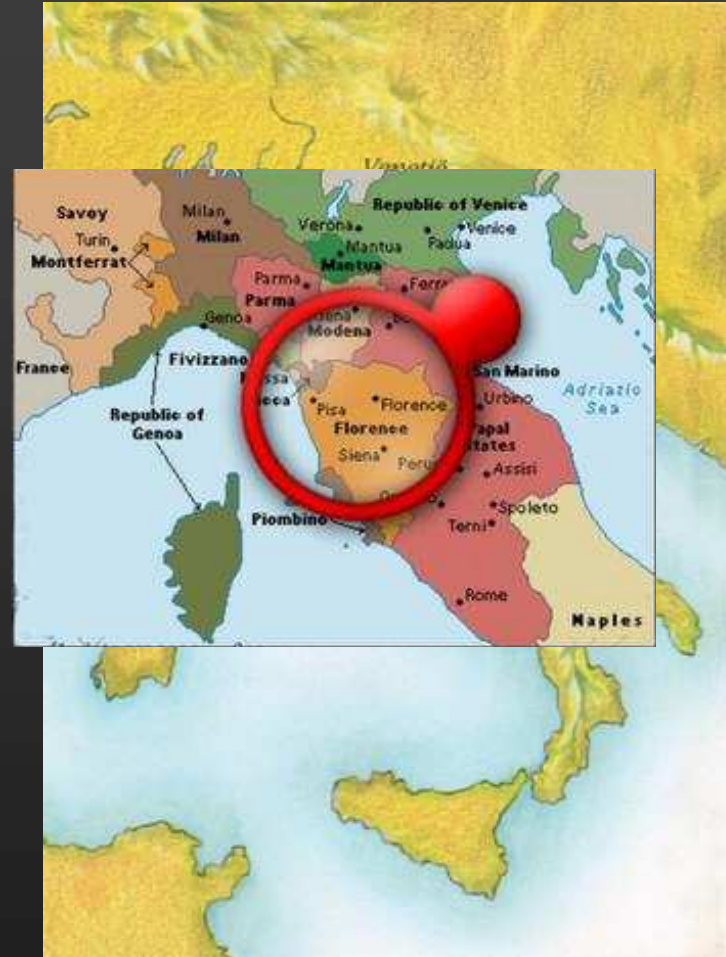 Savoy
Milan
Republic of Venice
Verona
Venice
Turin
Milan
Mantua
Padua
Montferrat
Mantua
Parma
Parma
Genoa
Modena
France
Fivizzano
San Marino
Adriatic
Sea
Urbino
Pisa
Florence
Republic of
Genoa
Florence
Siena
Assisi
Piombino
Spoleto
Terni
Rome
Naples